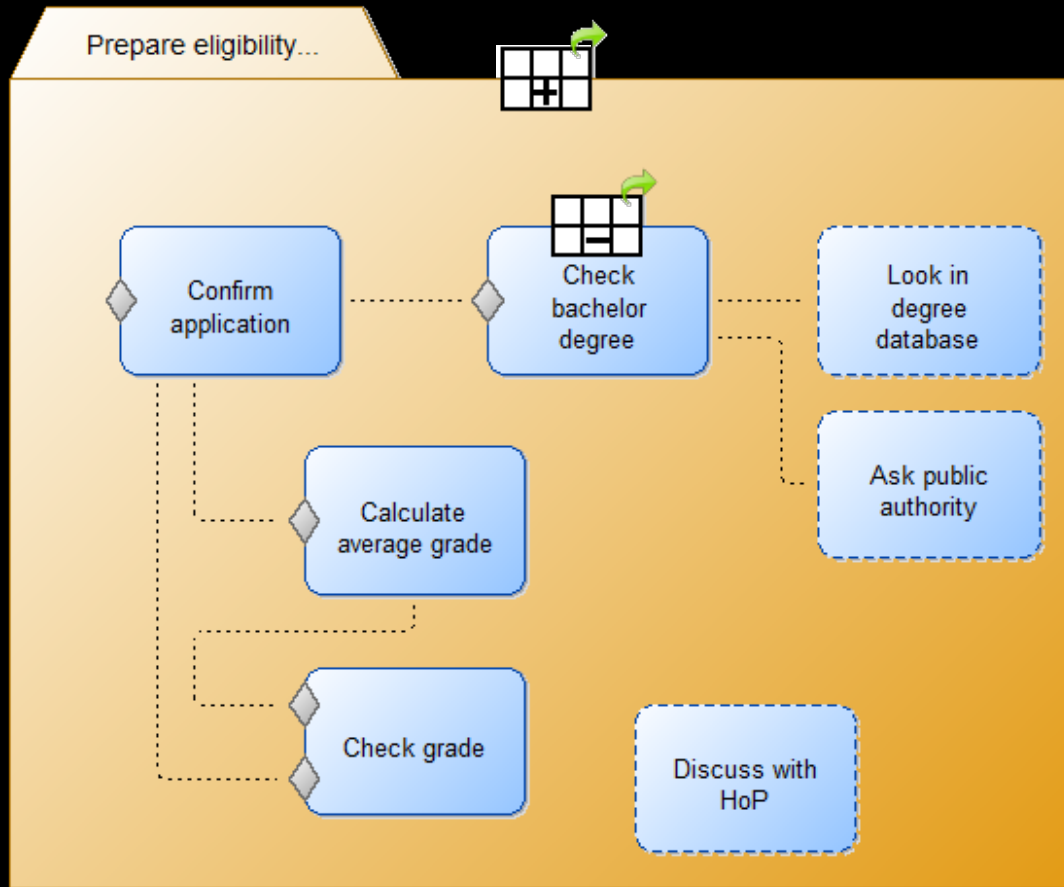 Prepare eligibility...
Confirm
application
Check
bachelor
degree
Look in
degree
database
Ask public
authority
Calculate
average grade
Check grade
Discuss with
HoP